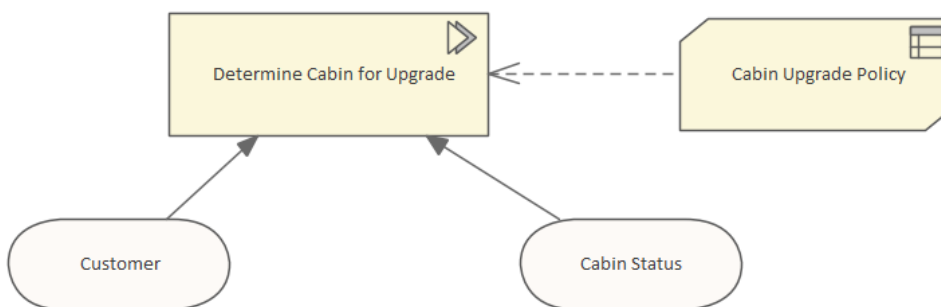 Determine Cabin for Upgrade
Cabin Upgrade Policy
Customer
Cabin Status